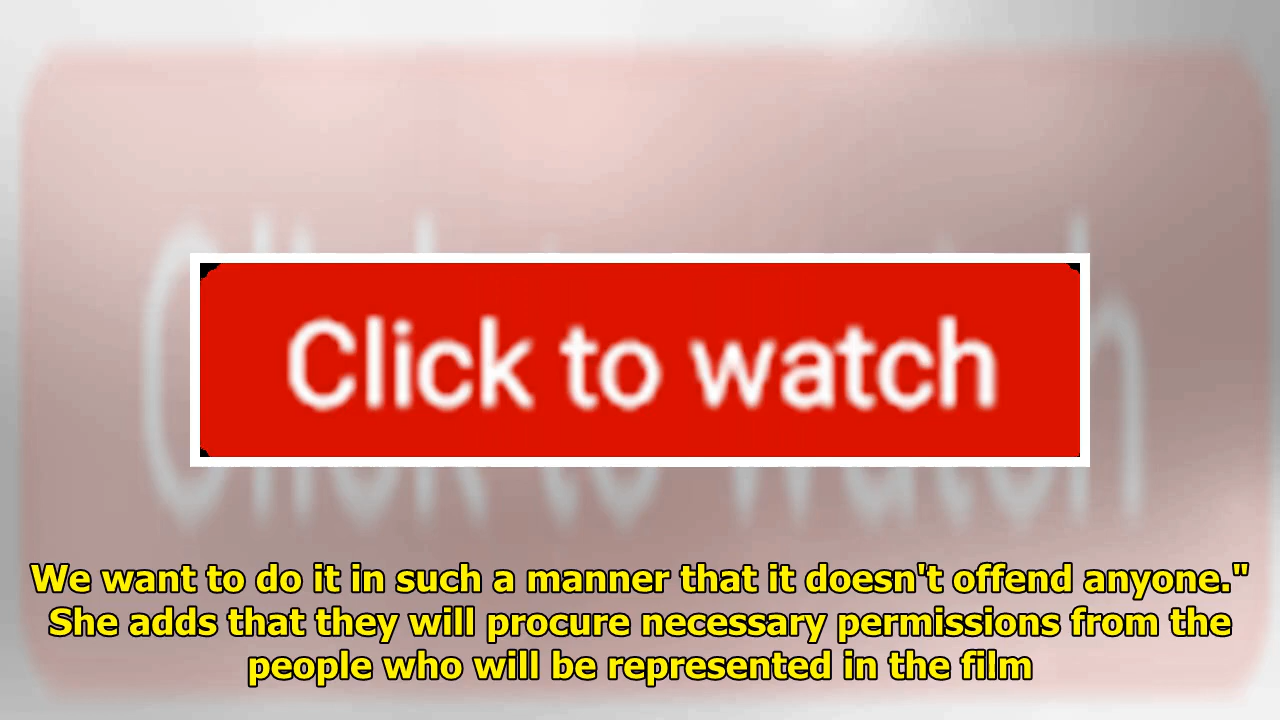 Click to watch
We want to do it in such a manner that it doesn't offend anyone."
She adds that they will procure necessary permissions from the
people who will be represented in the film